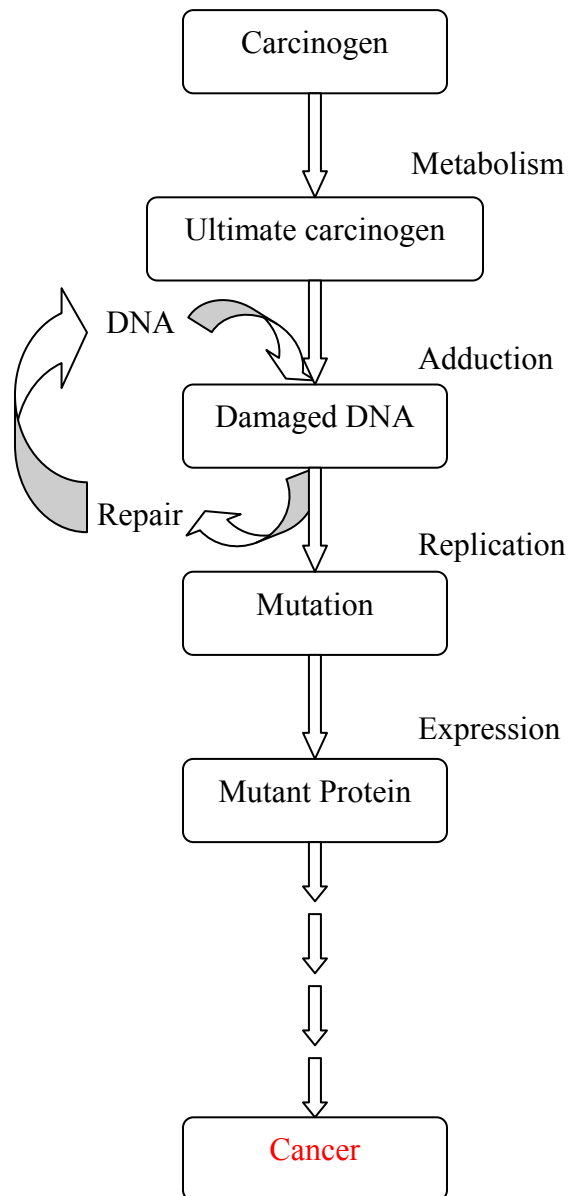 Carcinogen
Metabolism
Ultimate carcinogen
DNA
Adduction
Damaged DNA
Repair
Replication
Mutation
Expression
Mutant Protein
Cancer